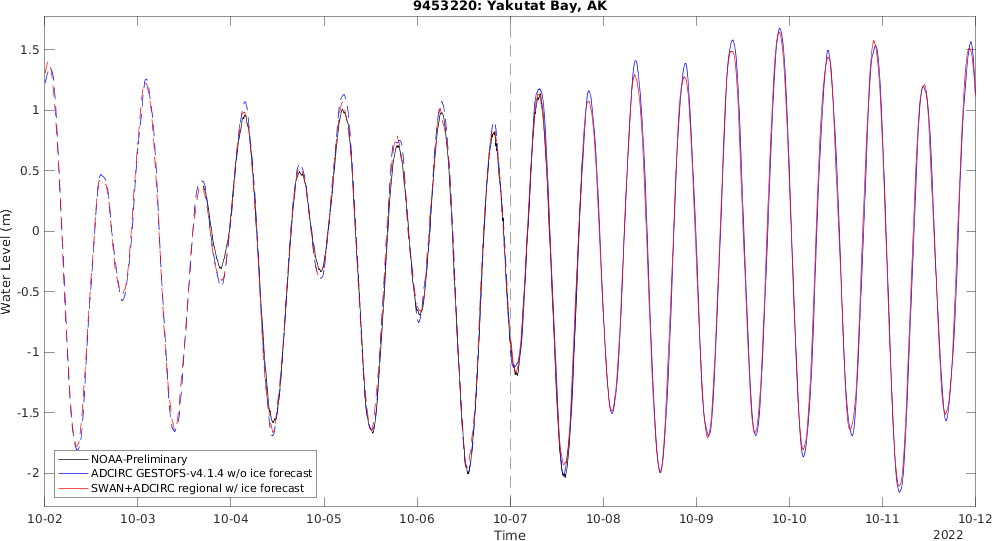 9453220: Yakutat Bay, AK
Water Level (m)
1.5
1
0.5
0
-0.5
-1
-1.5
-2
NOAA-Preliminary
ADCIRC GESTOFS-v4.1.4 w/o ice forecast
SWAN+ADCIRC regional w/ ice forecast
10-02 10-03 10-04 10-05 10-06 10-07 10-08 10-09 10-10 10-11 10-12
Time
2022